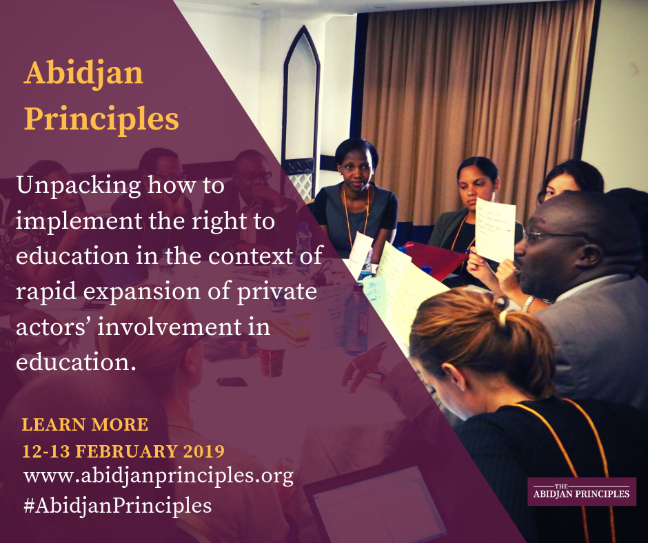 Abidjan
Principles
Unpacking how to
implement the right to
education in the context of
rapid expansion of private
actors’ involvement in
education.
LEARN MORE
12-13 FEBRUARY 2019
www.abidjanprinciples.org
#AbidjanPrinciples
THE
ABIDJAN PRINCIPLES